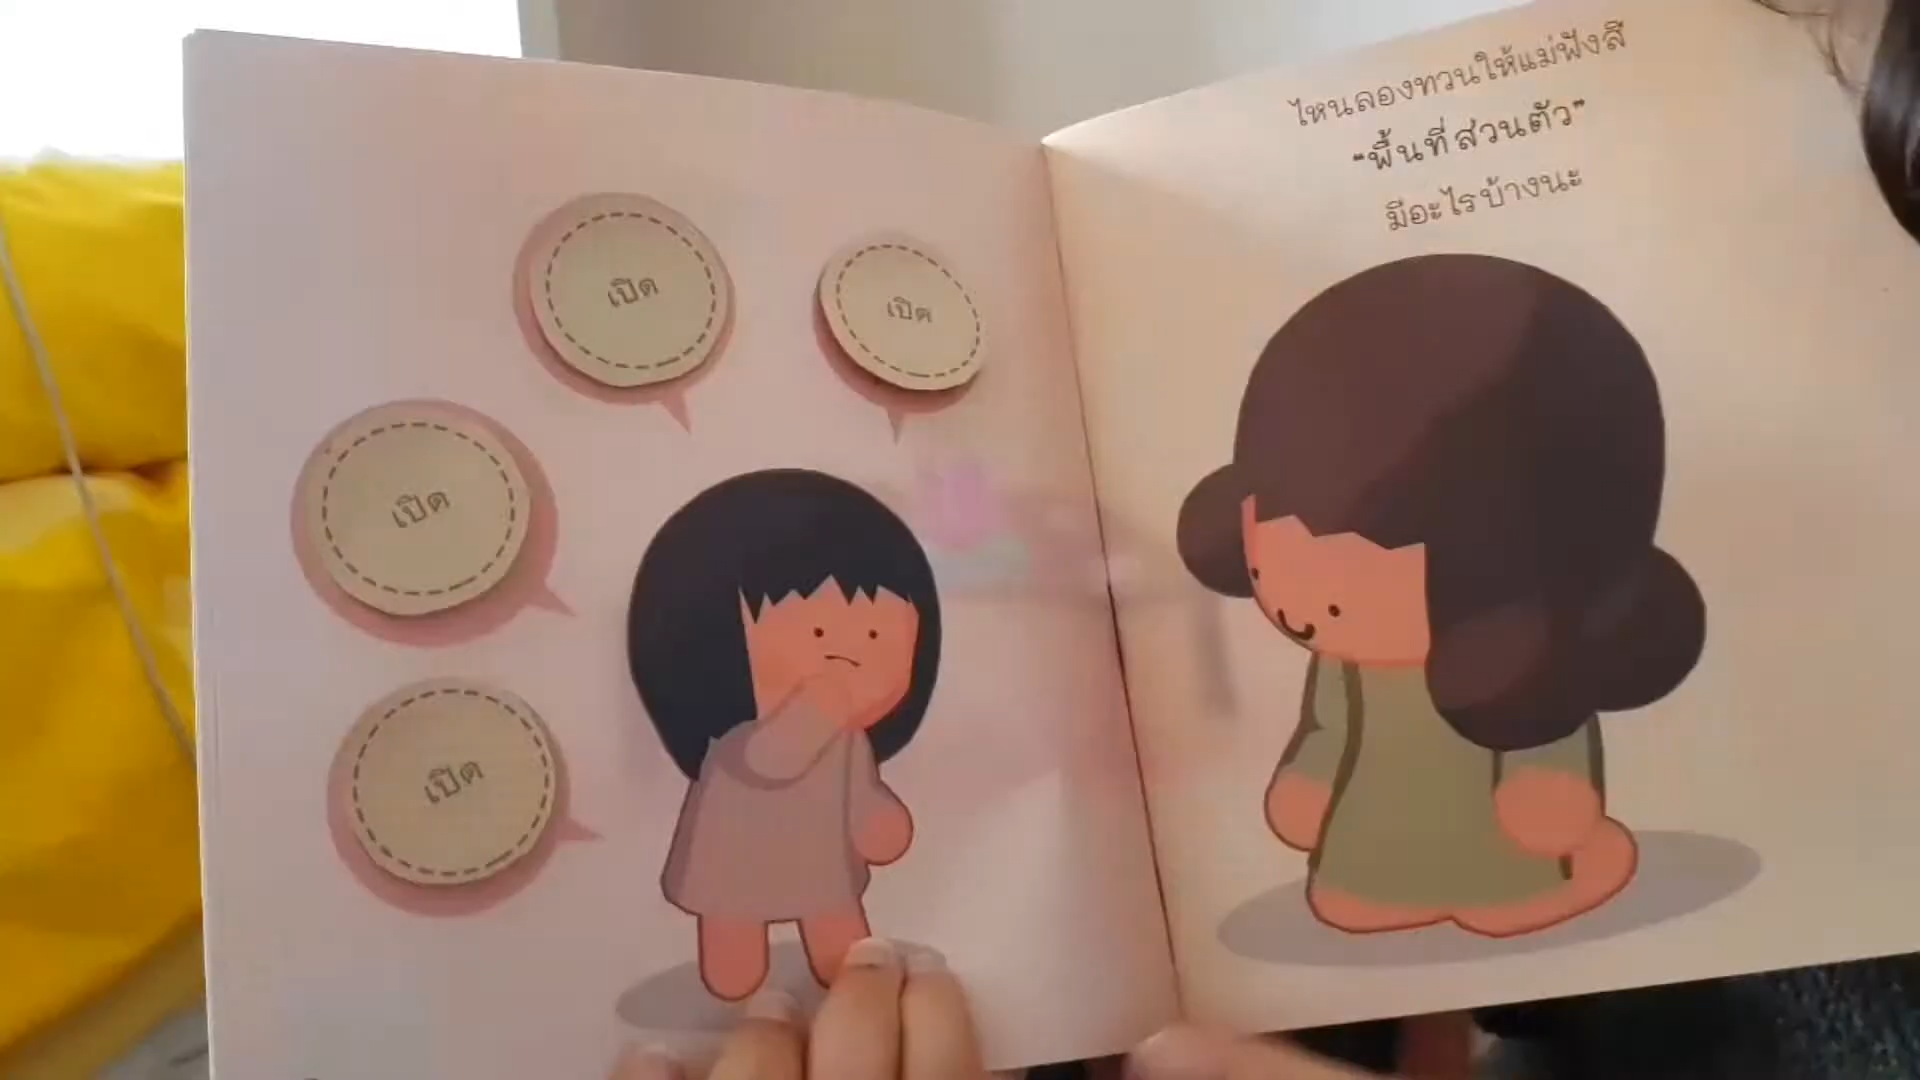 เปิด
เปิด
เปิด
เปิด
ไหนลองทวนให้แม่ฟังสิ
"พื้นที่ส่วนตัว"
มีอะไรบ้างนะ